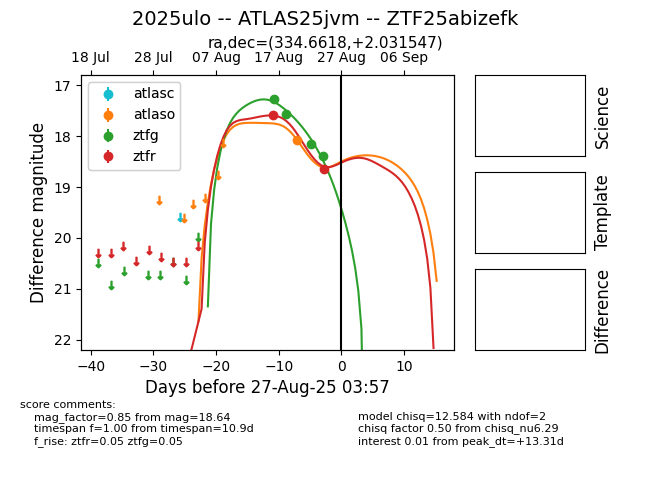 2025ulo -- ATLAS25jvm -- ZTF25abizefk
ra,dec=(334.6618,+2.031547)
18 Jul 28 Jul 07 Aug 17 Aug 27 Aug 06 Sep
17
18
19
20
21
22
Difference magnitude
atlasc
atlaso
ztfg
ztfr
−40 −30 −20 −10 0 10
Days before 27-Aug-25 03:57
Science
Template
Difference
score comments:
mag_factor=0.85 from mag=18.64
timespan f=1.00 from timespan=10.9d
f_rise: ztfr=0.05 ztfg=0.05
model chisq=12.584 with ndof=2
chisq factor 0.50 from chisq_nu6.29
interest 0.01 from peak_dt=+13.31d